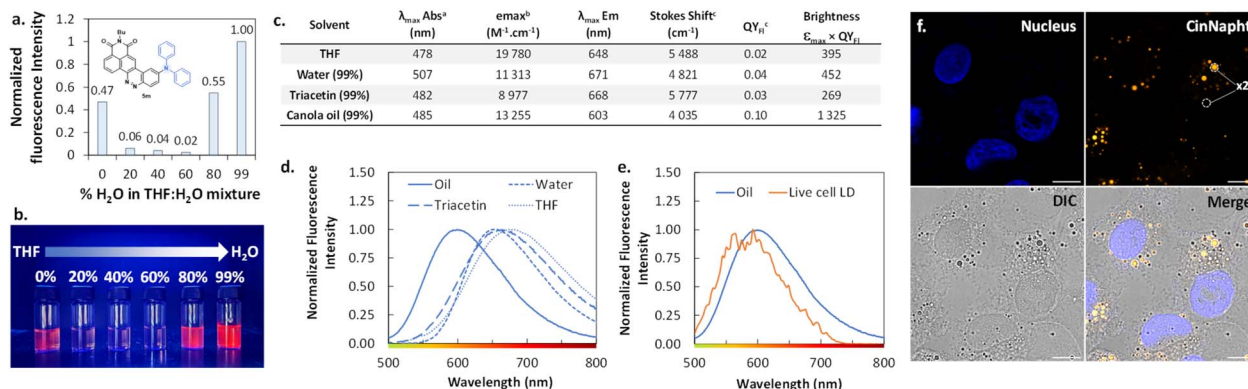 a.
Normalized
fluorescence Intensity
1.2
1
0.8
0.6
0.4
0.2
0
0.47
0.06
0.04
0.02
0.55
1.00
Bu
N
O
O
N
N
N
5m
0 20 40 60 80 99
% H₂O in THF:H₂O mixture
b.
THF H₂O
0% 20% 40% 60% 80% 99%
c.
Solvent λmax Absᵃ (nm) emaxᵇ (M⁻¹.cm⁻¹) λmax Em (nm) Stokes Shiftᶜ (cm⁻¹) QYFlᶜ Brightness εmax × QYFl
THF 478 19 780 648 5 488 0.02 395
Water (99%) 507 11 313 671 4 821 0.04 452
Triacetin (99%) 482 8 977 668 5 777 0.03 269
Canola oil (99%) 485 13 255 603 4 035 0.10 1 325
d.
Normalized Fluorescence
Intensity
1.50
1.25
1.00
0.75
0.50
0.25
0.00
Oil Water
Triacetin THF
500 600 700 800
Wavelength (nm)
e.
Normalized Fluorescence
Intensity
1.50
1.25
1.00
0.75
0.50
0.25
0.00
Oil Live cell LD
500 600 700 800
Wavelength (nm)
f.
Nucleus
CinNapht
x2
DIC
Merge